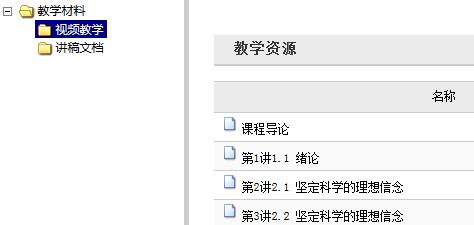 教学材料
视频教学
讲稿文档
教学资源
名称
课程导论
第1讲1.1 绪论
第2讲2.1 坚定科学的理想信念
第3讲2.2 坚定科学的理想信念